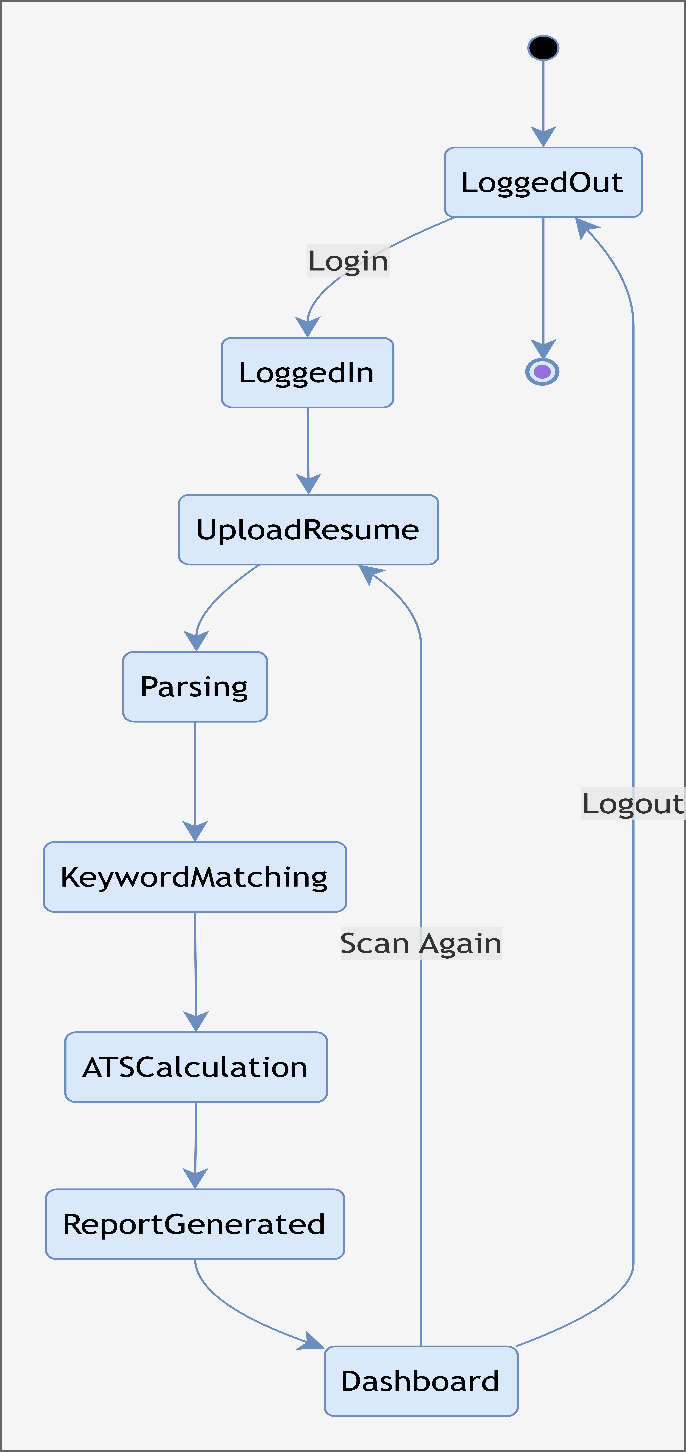 LoggedOut
Login
LoggedIn
UploadResume
Parsing
Logout
KeywordMatching
Scan Again
ATSCalculation
ReportGenerated
Dashboard